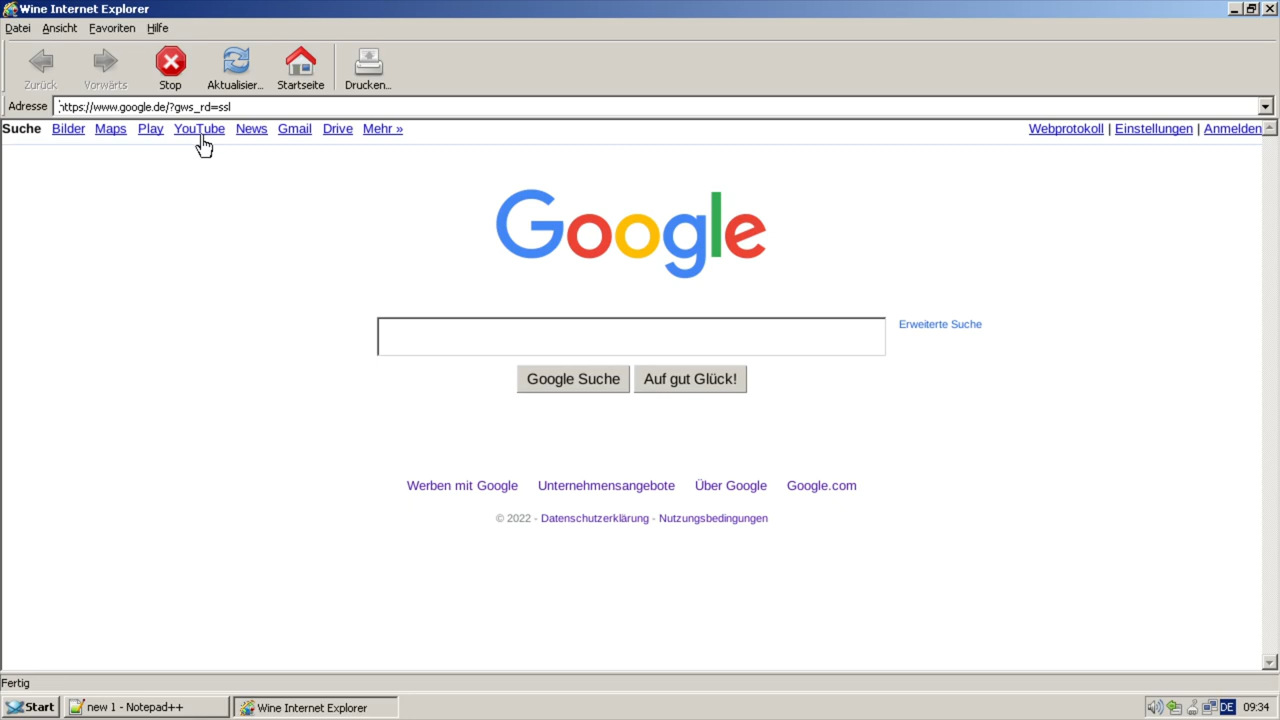 Wine Internet Explorer
Datei Ansicht Favoriten Hilfe
Zurück Vorwärts Stop Aktualisier... Startseite Drucken...
Adresse https://www.google.de/?gws_rd=ssl
Suche Bilder Maps Play YouTube News Gmail Drive Mehr » Webprotokoll | Einstellungen | Anmelden
Google
Erweiterte Suche
Google Suche Auf gut Glück!
Werben mit Google Unternehmensangebote Über Google Google.com
© 2022 - Datenschutzerklärung - Nutzungsbedingungen
Fertig
Start new 1 - Notepad++ Wine Internet Explorer DE 09:34